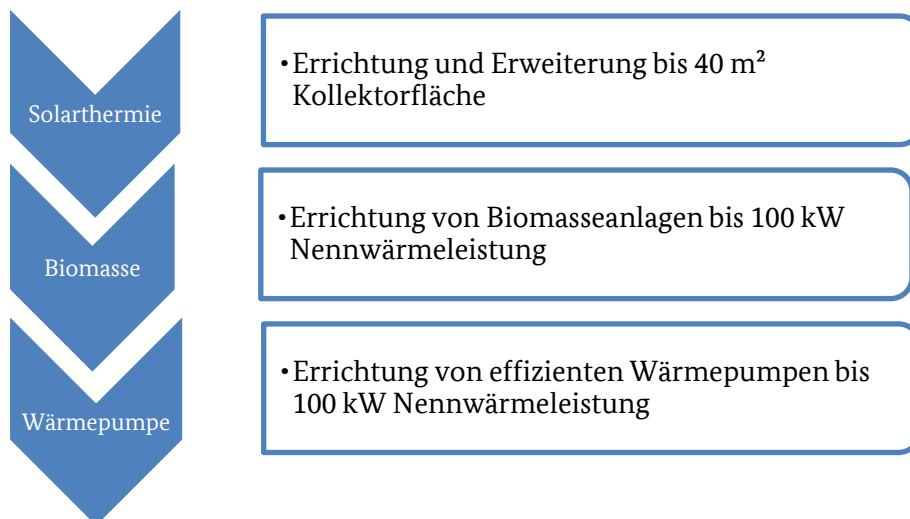 Solarthermie
•Errichtung und Erweiterung bis 40 m²
Kollektorfläche
Biomasse
•Errichtung von Biomasseanlagen bis 100 kW
Nennwärmeleistung
Wärmepumpe
•Errichtung von effizienten Wärmepumpen bis
100 kW Nennwärmeleistung